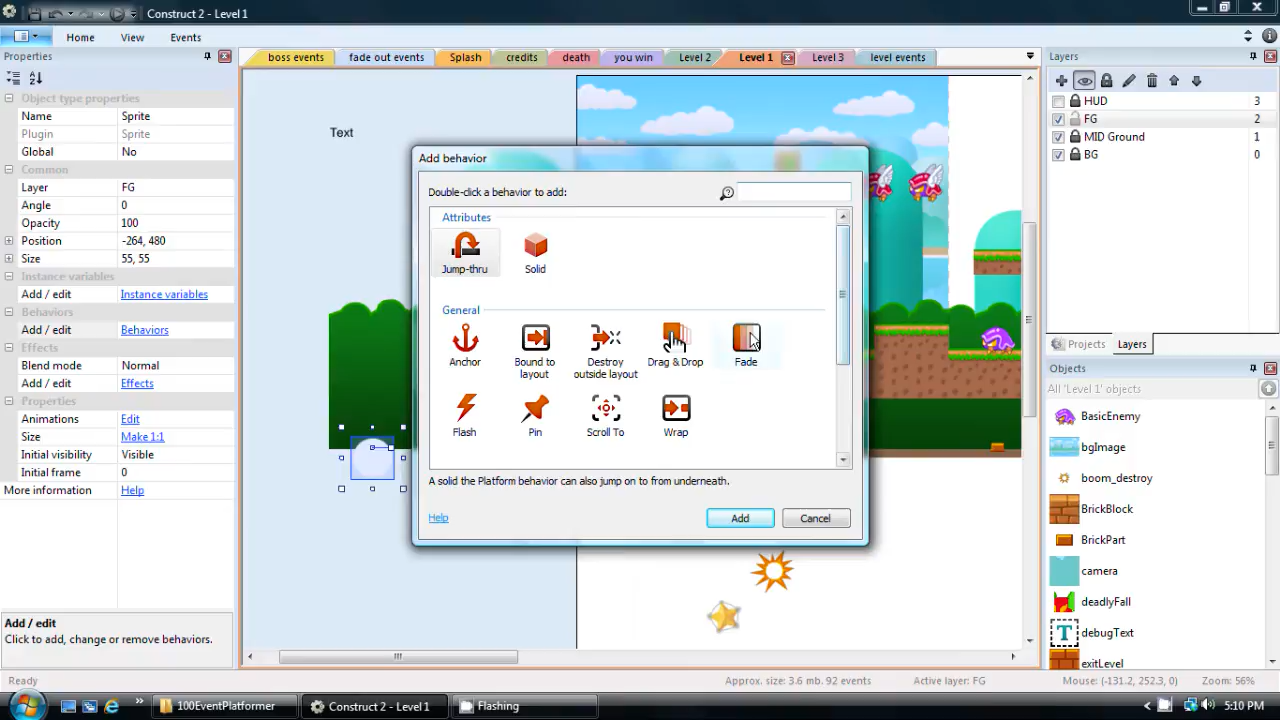 Construct 2 - Level 1
Home View Events
Properties
boss events fade out events Splash credits death you win Level 2 Level 1 Level 3 level events
Layers
Object type properties
Name Sprite
Plugin Sprite
Global No
Common
Layer FG
Angle 0
Opacity 100
Position -264, 480
Size 55, 55
Instance variables
Add / edit Instance variables
Behaviors
Add / edit Behaviors
Effects
Blend mode Normal
Add / edit Effects
Properties
Animations Edit
Size Make 1:1
Initial visibility Visible
Initial frame 0
More information Help
Add / edit
Click to add, change or remove behaviors.
Text
Add behavior
Double-click a behavior to add:
Attributes
Jump-thru Solid
General
Anchor Bound to layout Destroy outside layout Drag & Drop Fade
Flash Pin Scroll To Wrap
A solid the Platform behavior can also jump on to from underneath.
Help Add Cancel
HUD 3
FG 2
MID Ground 1
BG 0
Projects Layers
Objects
All 'Level 1' objects
BasicEnemy
bgImage
boom_destroy
BrickBlock
BrickPart
camera
deadlyFall
T debugText
exitLevel
Ready Approx. size: 3.6 mb. 92 events Active layer: FG Mouse: (-131.2, 252.3, 0) Zoom: 56%
100EventPlatformer Construct 2 - Level 1 Flashing 5:10 PM